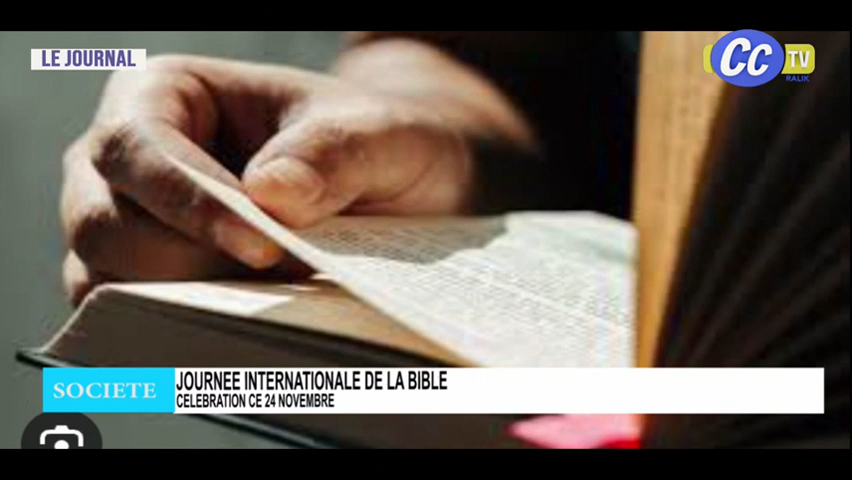 LE JOURNAL
CC TV
RALIK
SOCIETE
JOURNEE INTERNATIONALE DE LA BIBLE
CELEBRATION CE 24 NOVEMBRE